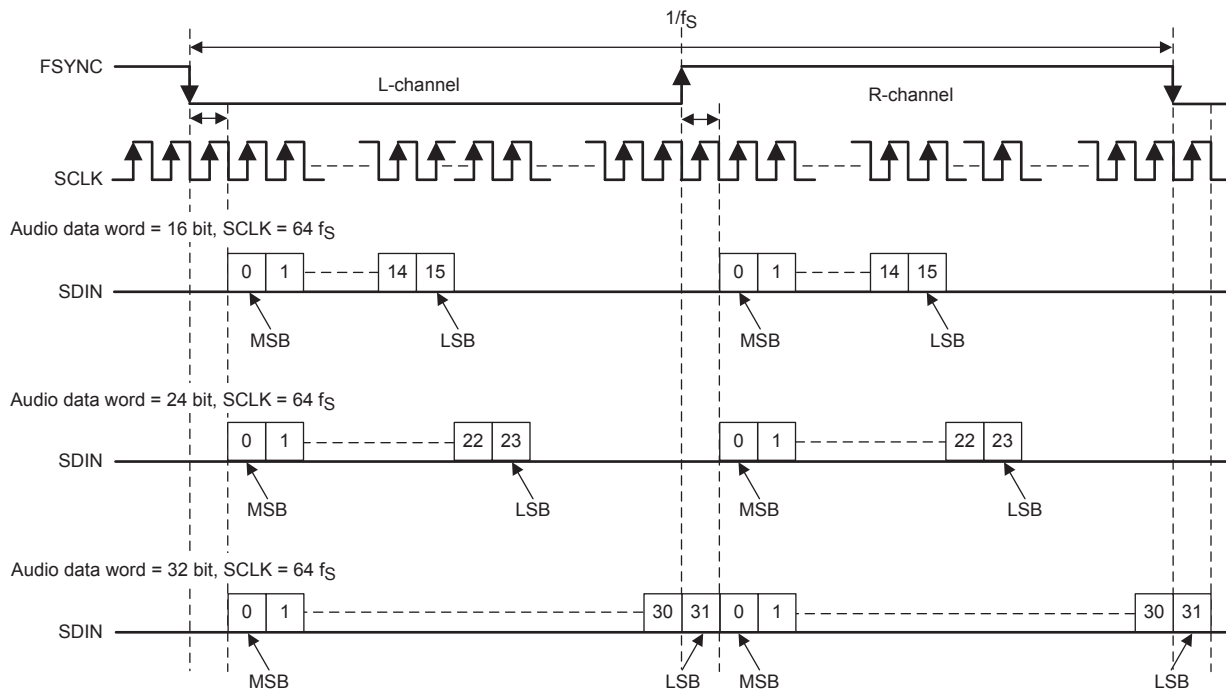 1/fS
FSYNC
L-channel
R-channel
SCLK
Audio data word = 16 bit, SCLK = 64 fS
0 1 14 15 0 1 14 15
SDIN
MSB LSB MSB LSB
Audio data word = 24 bit, SCLK = 64 fS
0 1 22 23 0 1 22 23
SDIN
MSB LSB MSB LSB
Audio data word = 32 bit, SCLK = 64 fS
0 1 30 31 0 1 30 31
SDIN
MSB LSB MSB LSB